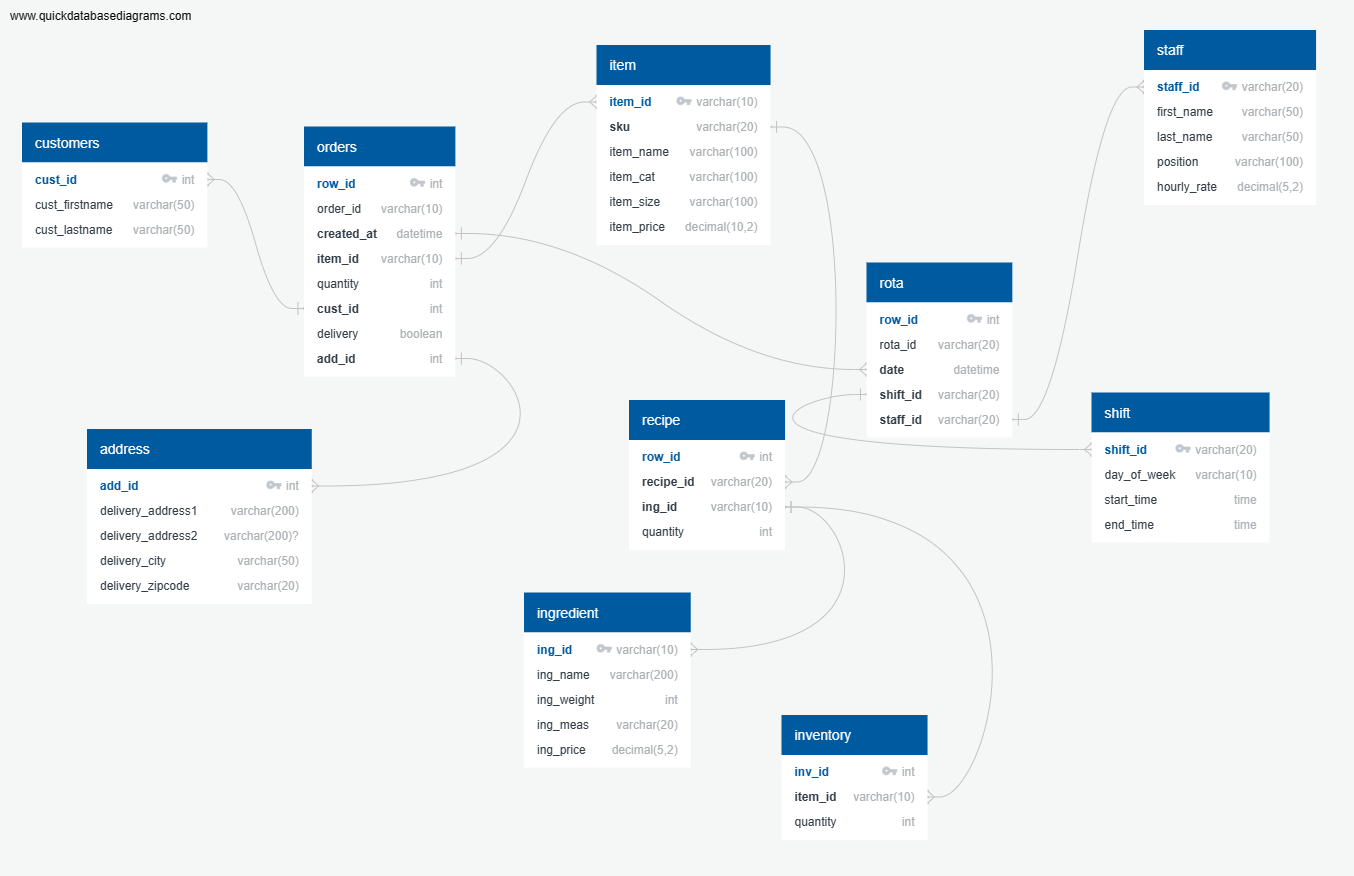 www.quickdatabasediagrams.com
customers
cust_id int
cust_firstname varchar(50)
cust_lastname varchar(50)
orders
row_id int
order_id varchar(10)
created_at datetime
item_id varchar(10)
quantity int
cust_id int
delivery boolean
add_id int
item
item_id varchar(10)
sku varchar(20)
item_name varchar(100)
item_cat varchar(100)
item_size varchar(100)
item_price decimal(10,2)
staff
staff_id varchar(20)
first_name varchar(50)
last_name varchar(50)
position varchar(100)
hourly_rate decimal(5,2)
rota
row_id int
rota_id varchar(20)
date datetime
shift_id varchar(20)
staff_id varchar(20)
shift
shift_id varchar(20)
day_of_week varchar(10)
start_time time
end_time time
recipe
row_id int
recipe_id varchar(20)
ing_id varchar(10)
quantity int
address
add_id int
delivery_address1 varchar(200)
delivery_address2 varchar(200)?
delivery_city varchar(50)
delivery_zipcode varchar(20)
ingredient
ing_id varchar(10)
ing_name varchar(200)
ing_weight int
ing_meas varchar(20)
ing_price decimal(5,2)
inventory
inv_id int
item_id varchar(10)
quantity int